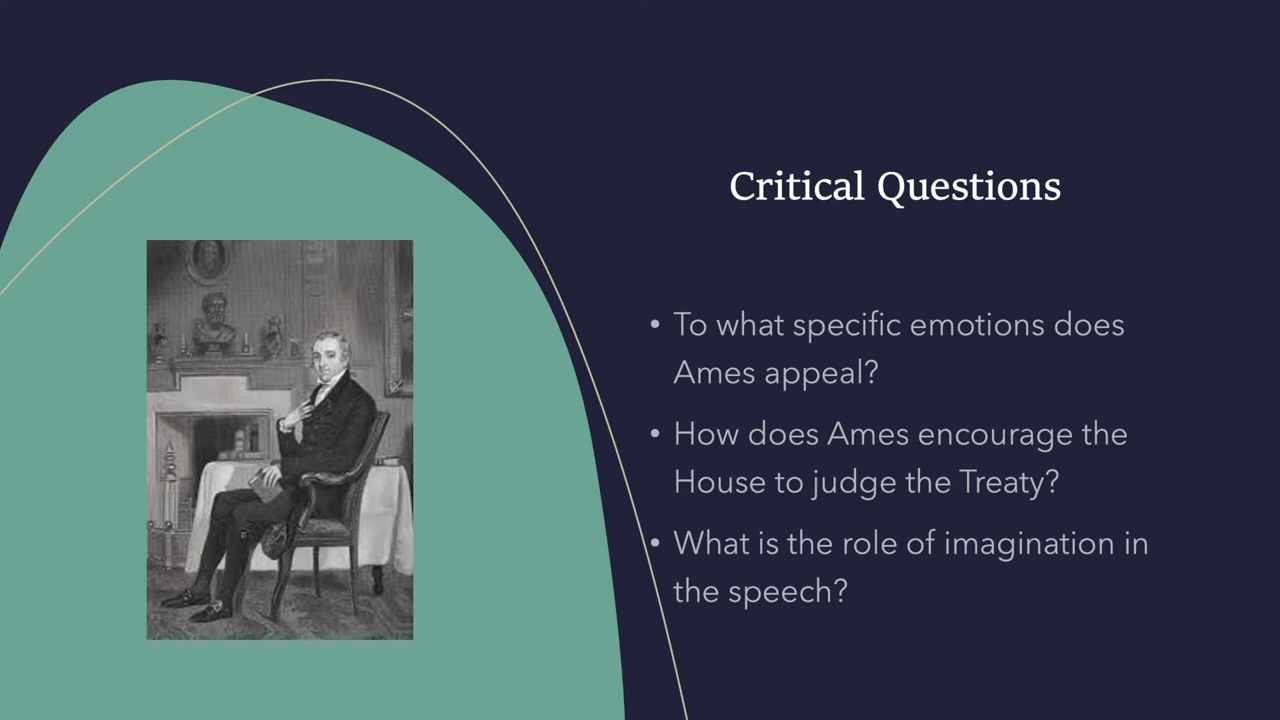 Critical Questions
• To what specific emotions does
Ames appeal?
• How does Ames encourage the
House to judge the Treaty?
• What is the role of imagination in
the speech?